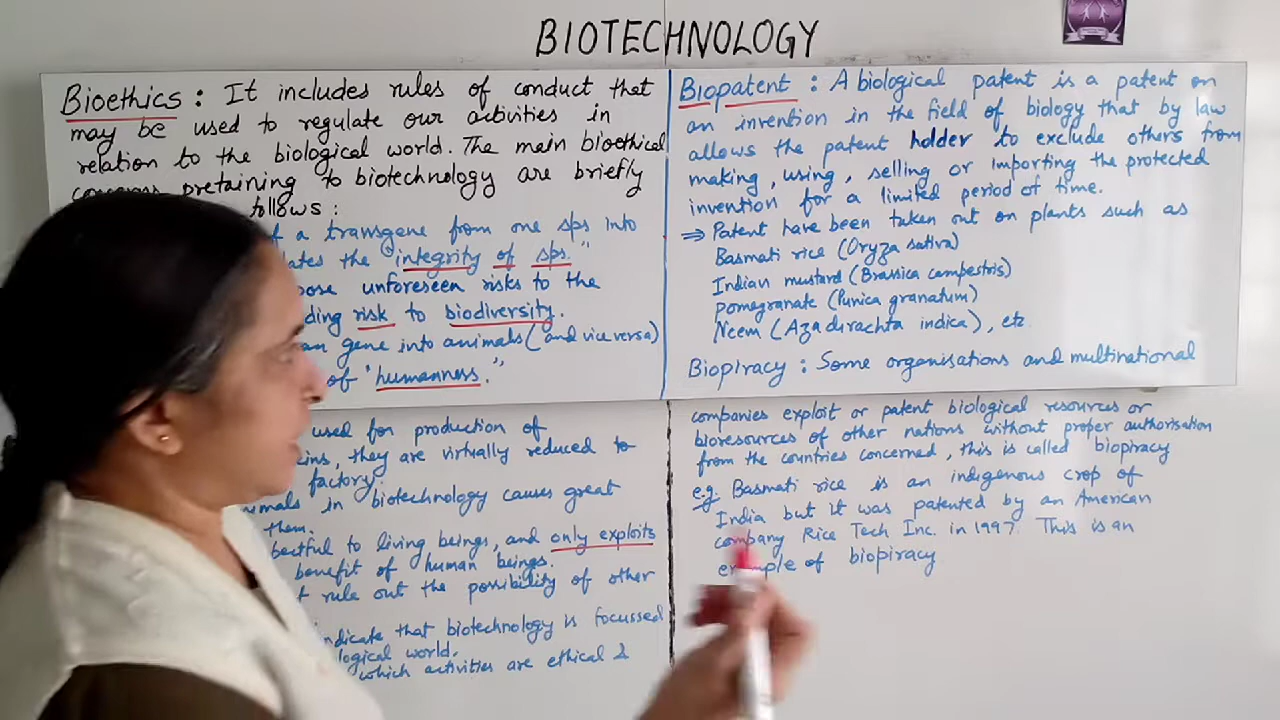 BIOTECHNOLOGY
Bioethics : It includes rules of conduct that
may be used to regulate our activities in
relation to the biological world. The main bioethical
concerns pretaining to biotechnology are briefly
follows :
a transgene from one sps into
the "integrity of sps."
unforeseen risks to the
risk to biodiversity.
gene into animals (and vice versa)
of "humanness."
used for production of
they are virtually reduced to
factory.
in biotechnology causes great
them.
to living beings, and only exploits
benefit of human beings.
rule out the possibility of other
indicate that biotechnology is focussed
world.
which activities are ethical &
Biopatent : A biological patent is a patent on
an invention in the field of biology that by law
allows the patent holder to exclude others from
making, using, selling or importing the protected
invention for a limited period of time.
⇒ Patent have been taken out on plants such as
Basmati rice (Oryza sativa)
Indian mustard (Brassica campestris)
Pomegranate (Punica granatum)
Neem (Azadirachta indica), etc
Biopiracy : Some organisations and multinational
companies exploit or patent biological resources or
bioresources of other nations without proper authorisation
from the countries concerned, this is called biopiracy
e.g. Basmati rice is an indigenous crop of
India but it was patented by an American
company Rice Tech Inc. in 1997. This is an
example of biopiracy